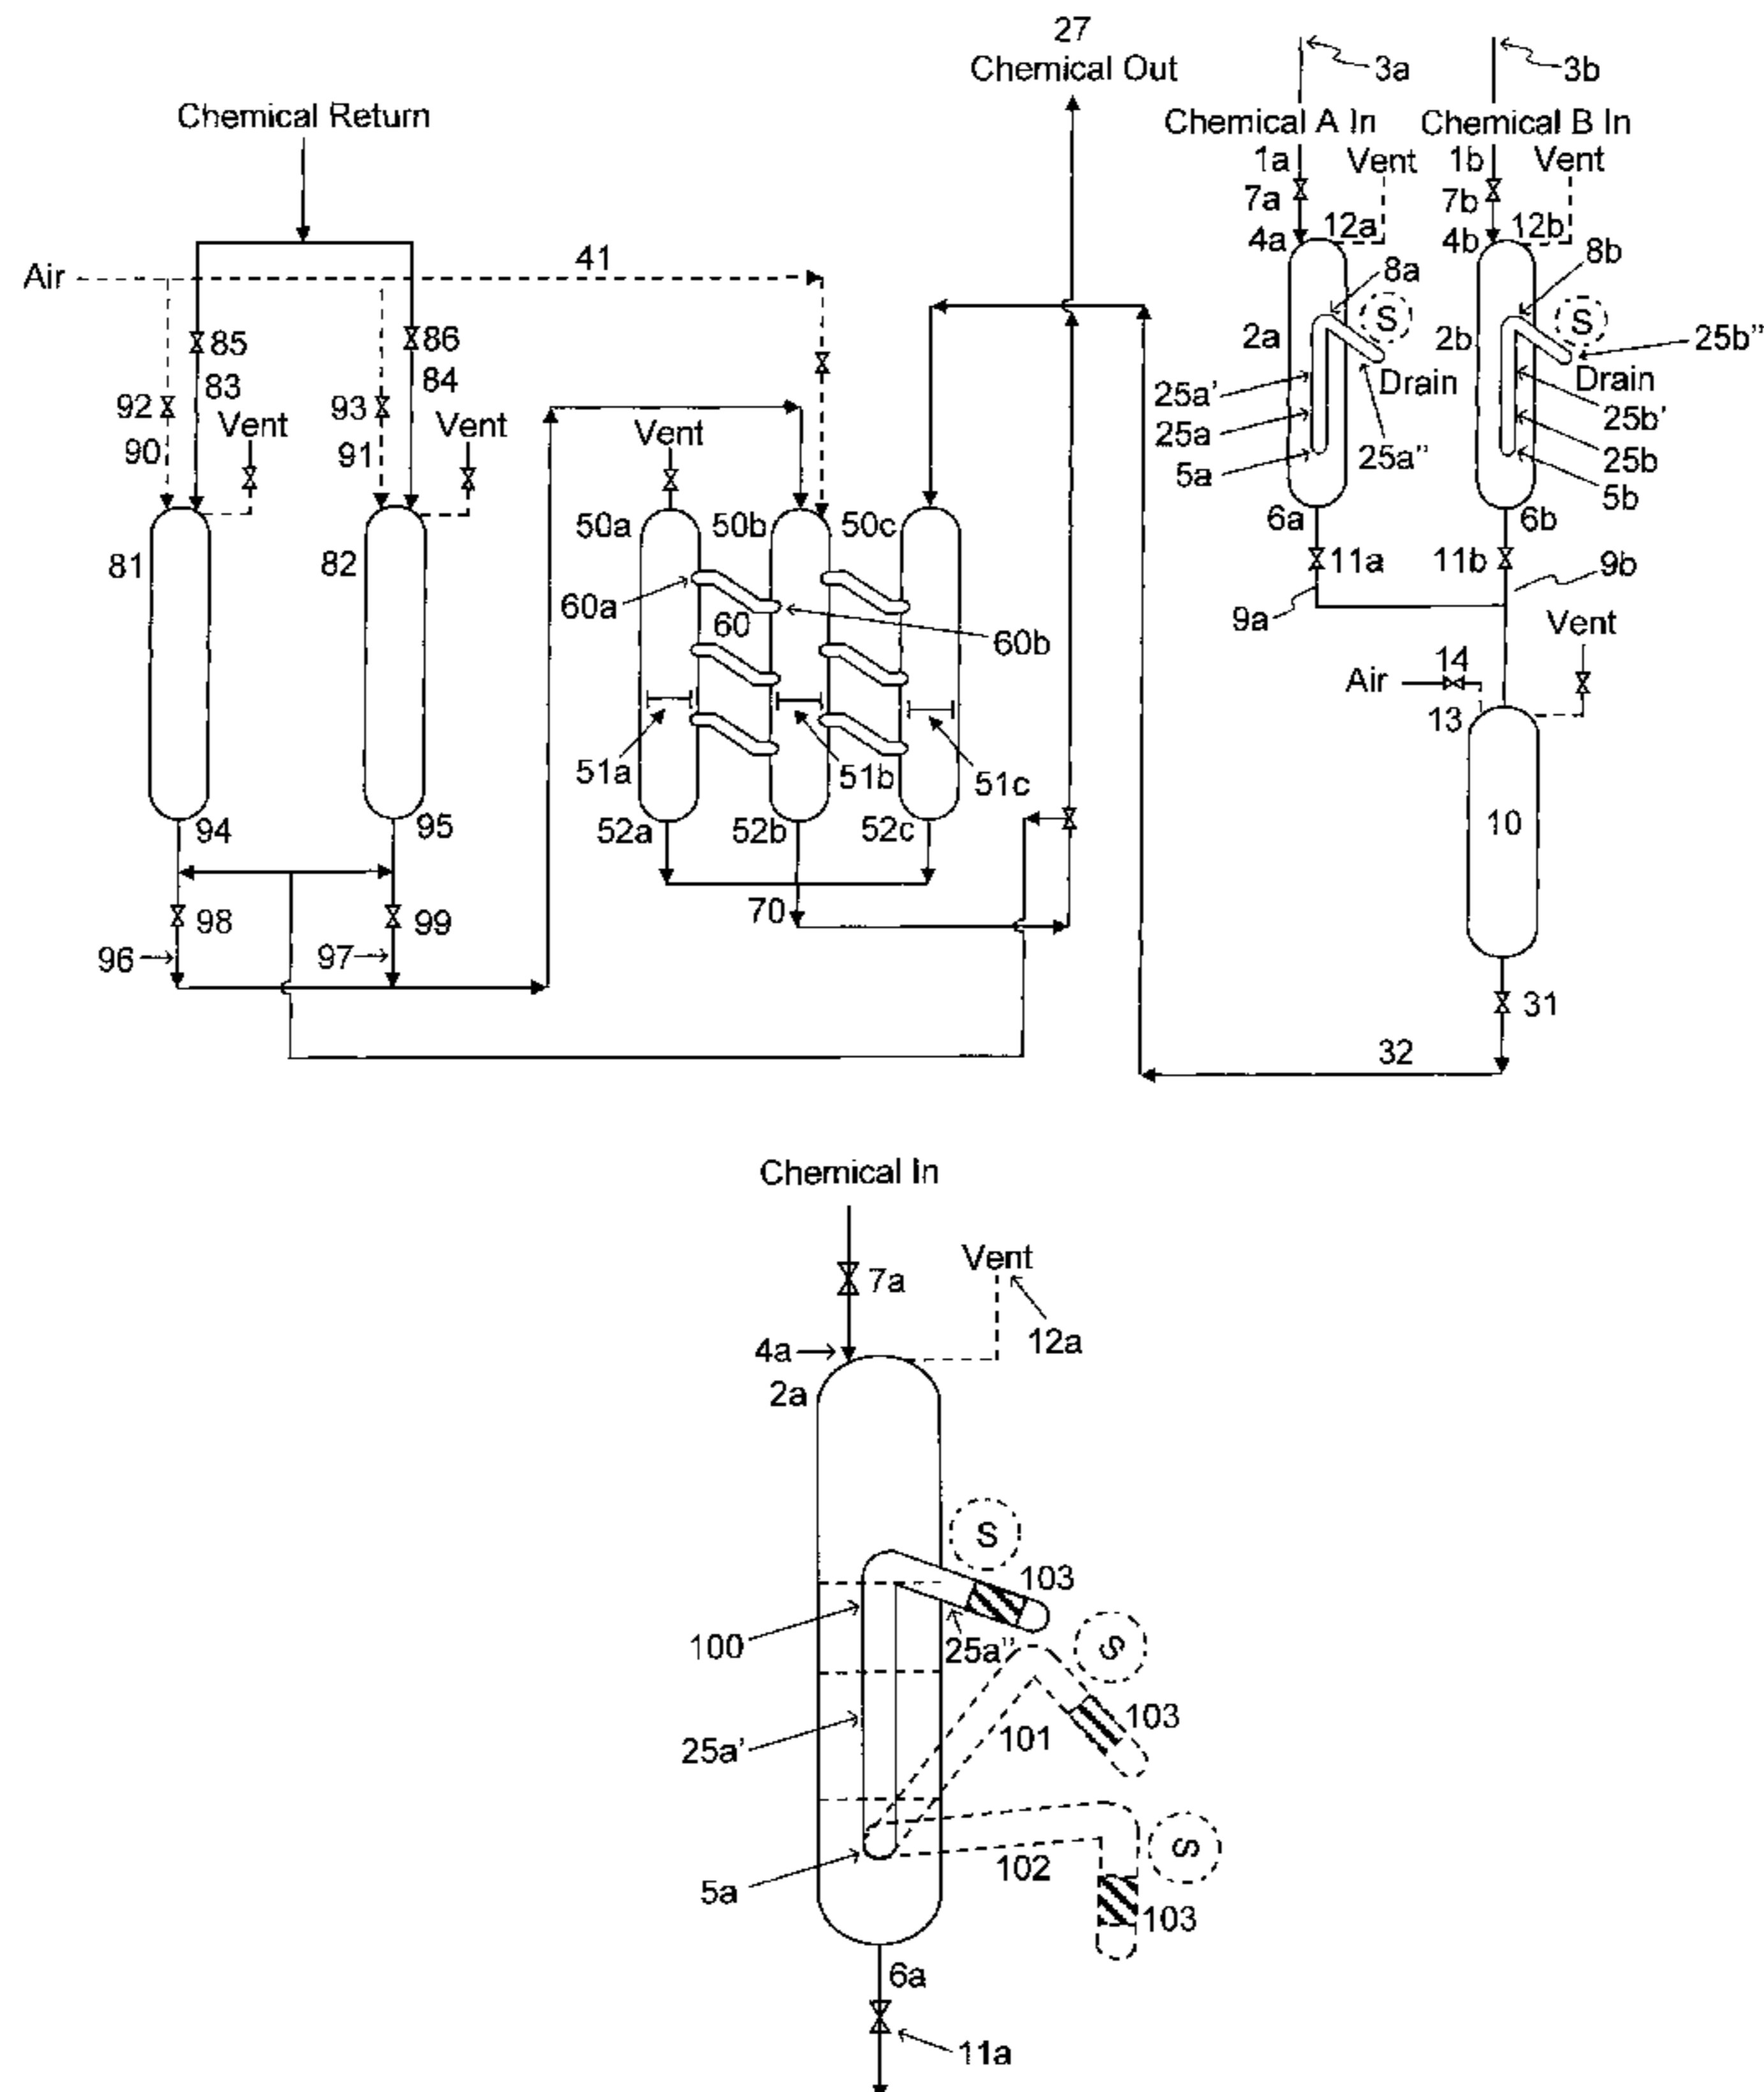 27
Chemical Out
3a
3b
Chemical Return
Chemical A In
Chemical B In
1a
Vent
1b
Vent
7a
7b
4a
12a
4b
12b
Air
41
8a
8b
S
S
85
86
2a
2b
25b"
83
84
Drain
Drain
92
93
Vent
Vent
25a'
25b'
90
91
Vent
25a
25a"
25b
5a
5b
50a
50b
50c
6a
6b
81
82
11a
11b
9b
60a
60
60b
9a
Vent
Air
14
13
51a
51b
51c
10
94
95
52a
52b
52c
98
99
70
96
97
31
32
Chemical In
Vent
7a
12a
4a
2a
S
103
100
25a"
S
103
25a'
101
S
102
5a
103
6a
11a